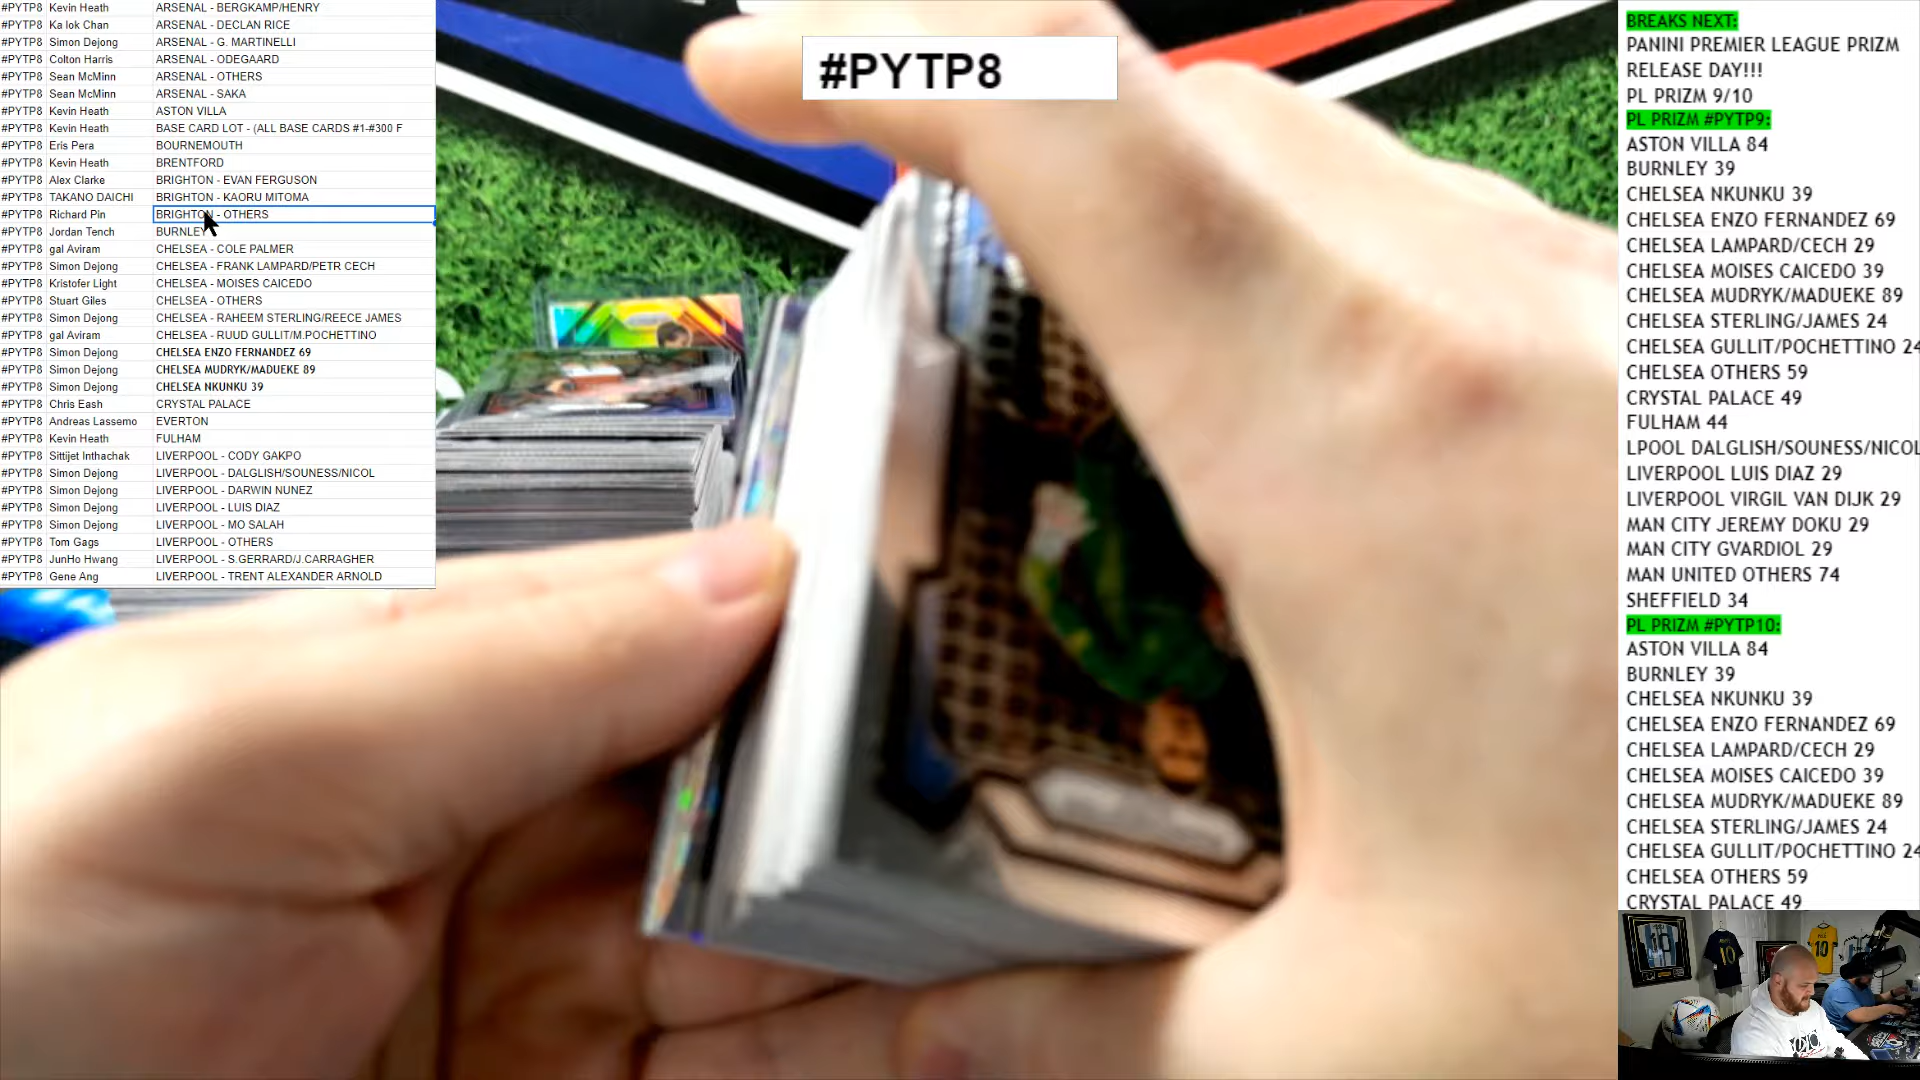 #PYTP8 Kevin Heath ARSENAL - BERGKAMP/HENRY
#PYTP8 Ka lok Chan ARSENAL - DECLAN RICE
#PYTP8 Simon Dejong ARSENAL - G. MARTINELLI
#PYTP8 Colton Harris ARSENAL - ODEGAARD
#PYTP8 Sean McMinn ARSENAL - OTHERS
#PYTP8 Sean McMinn ARSENAL - SAKA
#PYTP8 Kevin Heath ASTON VILLA
#PYTP8 Kevin Heath BASE CARD LOT - (ALL BASE CARDS #1-#300 F
#PYTP8 Eris Pera BOURNEMOUTH
#PYTP8 Kevin Heath BRENTFORD
#PYTP8 Alex Clarke BRIGHTON - EVAN FERGUSON
#PYTP8 TAKANO DAICHI BRIGHTON - KAORU MITOMA
#PYTP8 Richard Pin BRIGHTON - OTHERS
#PYTP8 Jordan Tench BURNLEY
#PYTP8 gal Aviram CHELSEA - COLE PALMER
#PYTP8 Simon Dejong CHELSEA - FRANK LAMPARD/PETR CECH
#PYTP8 Kristofer Light CHELSEA - MOISES CAICEDO
#PYTP8 Stuart Giles CHELSEA - OTHERS
#PYTP8 Simon Dejong CHELSEA - RAHEEM STERLING/REECE JAMES
#PYTP8 gal Aviram CHELSEA - RUUD GULLIT/M.POCHETTINO
#PYTP8 Simon Dejong CHELSEA ENZO FERNANDEZ 69
#PYTP8 Simon Dejong CHELSEA MUDRYK/MADUEKE 89
#PYTP8 Simon Dejong CHELSEA NKUNKU 39
#PYTP8 Chris Eash CRYSTAL PALACE
#PYTP8 Andreas Lassemo EVERTON
#PYTP8 Kevin Heath FULHAM
#PYTP8 Sittijet Inthachak LIVERPOOL - CODY GAKPO
#PYTP8 Simon Dejong LIVERPOOL - DALGLISH/SOUNESS/NICOL
#PYTP8 Simon Dejong LIVERPOOL - DARWIN NUNEZ
#PYTP8 Simon Dejong LIVERPOOL - LUIS DIAZ
#PYTP8 Simon Dejong LIVERPOOL - MO SALAH
#PYTP8 Tom Gags LIVERPOOL - OTHERS
#PYTP8 JunHo Hwang LIVERPOOL - S.GERRARD/J.CARRAGHER
#PYTP8 Gene Ang LIVERPOOL - TRENT ALEXANDER ARNOLD
#PYTP8
BREAKS NEXT:
PANINI PREMIER LEAGUE PRIZM
RELEASE DAY!!!
PL PRIZM 9/10
PL PRIZM #PYTP9:
ASTON VILLA 84
BURNLEY 39
CHELSEA NKUNKU 39
CHELSEA ENZO FERNANDEZ 69
CHELSEA LAMPARD/CECH 29
CHELSEA MOISES CAICEDO 39
CHELSEA MUDRYK/MADUEKE 89
CHELSEA STERLING/JAMES 24
CHELSEA GULLIT/POCHETTINO 24
CHELSEA OTHERS 59
CRYSTAL PALACE 49
FULHAM 44
LPOOL DALGLISH/SOUNESS/NICOL
LIVERPOOL LUIS DIAZ 29
LIVERPOOL VIRGIL VAN DIJK 29
MAN CITY JEREMY DOKU 29
MAN CITY GVARDIOL 29
MAN UNITED OTHERS 74
SHEFFIELD 34
PL PRIZM #PYTP10:
ASTON VILLA 84
BURNLEY 39
CHELSEA NKUNKU 39
CHELSEA ENZO FERNANDEZ 69
CHELSEA LAMPARD/CECH 29
CHELSEA MOISES CAICEDO 39
CHELSEA MUDRYK/MADUEKE 89
CHELSEA STERLING/JAMES 24
CHELSEA GULLIT/POCHETTINO 24
CHELSEA OTHERS 59
CRYSTAL PALACE 49
10
10